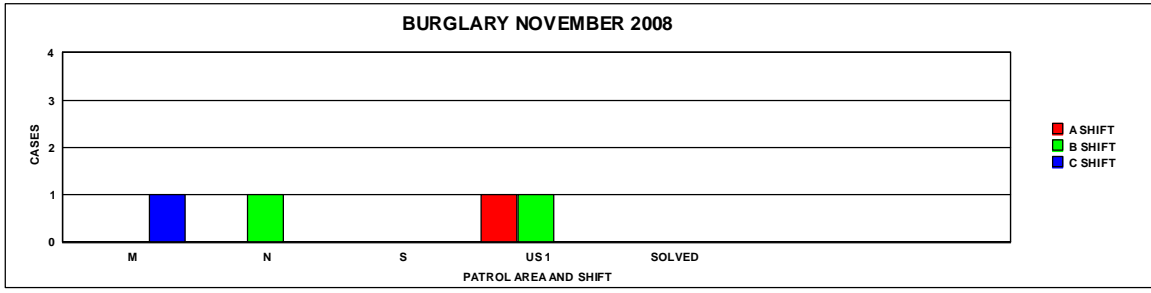 BURGLARY NOVEMBER 2008
4
3
2
1
0
CASES
M N S US 1 SOLVED
PATROL AREA AND SHIFT
A SHIFT
B SHIFT
C SHIFT